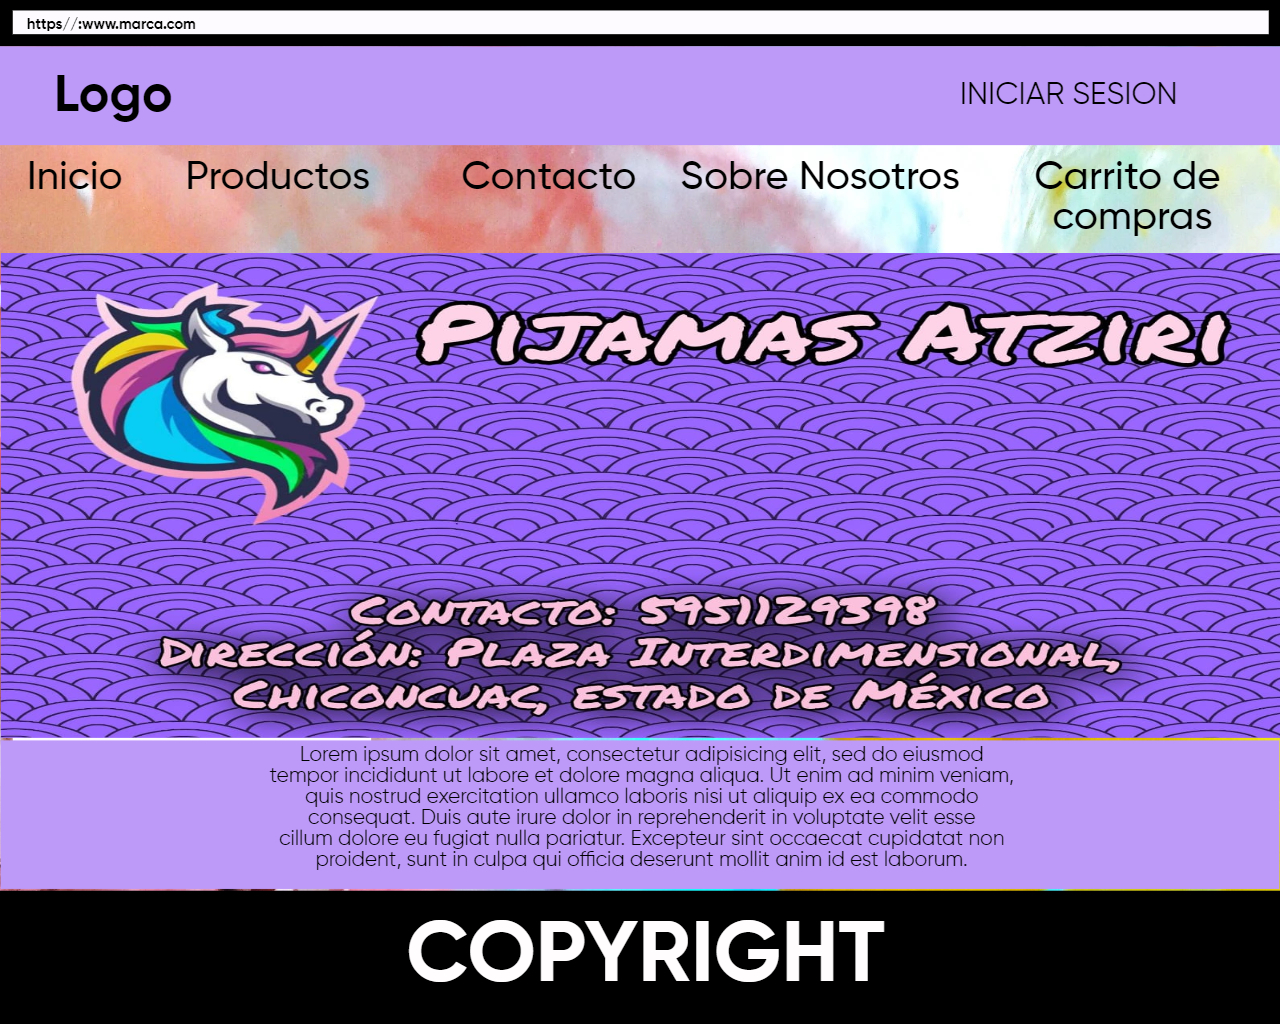 https//:www.marca.com
Logo
INICIAR SESION
Inicio
Productos
Contacto
Sobre Nosotros
Carrito de
compras
Pijamas Atziri
Contacto: 5951129398
Dirección: Plaza Interdimensional,
Chiconcuac, estado de México
Lorem ipsum dolor sit amet, consectetur adipisicing elit, sed do eiusmod
tempor incididunt ut labore et dolore magna aliqua. Ut enim ad minim veniam,
quis nostrud exercitation ullamco laboris nisi ut aliquip ex ea commodo
consequat. Duis aute irure dolor in reprehenderit in voluptate velit esse
cillum dolore eu fugiat nulla pariatur. Excepteur sint occaecat cupidatat non
proident, sunt in culpa qui officia deserunt mollit anim id est laborum.
COPYRIGHT